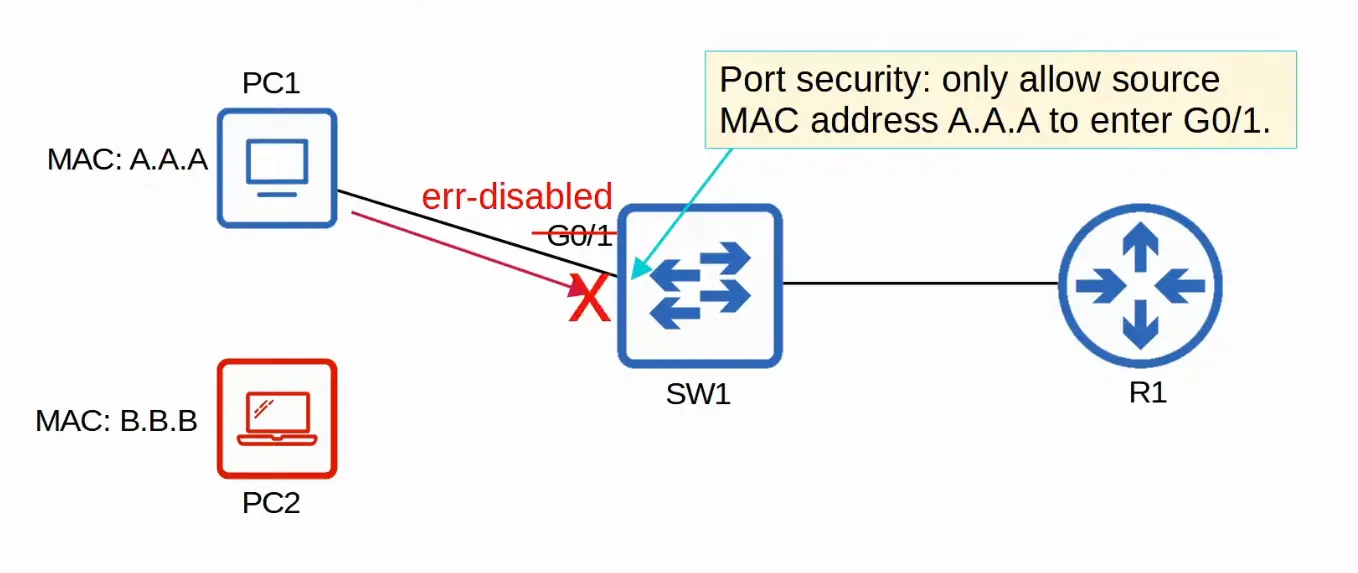 PC1
Port security: only allow source
MAC address A.A.A to enter G0/1.
MAC: A.A.A
err-disabled
G0/1
X
SW1
R1
MAC: B.B.B
PC2